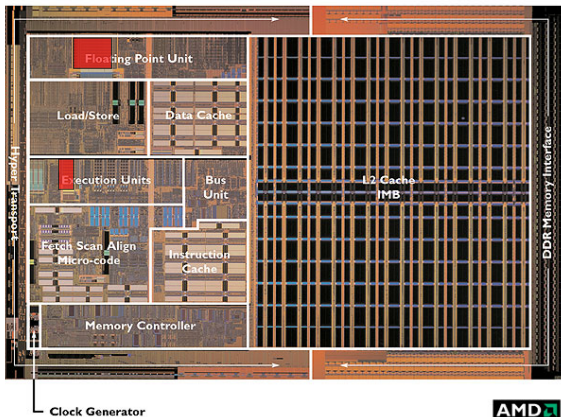 Floating Point Unit
Load/Store
Data Cache
Hyper Transport
Execution Units
Bus
Unit
L2 Cache
1MB
DDR Memory Interface
Fetch Scan Align
Micro-code
Instruction
Cache
Memory Controller
Clock Generator
AMD